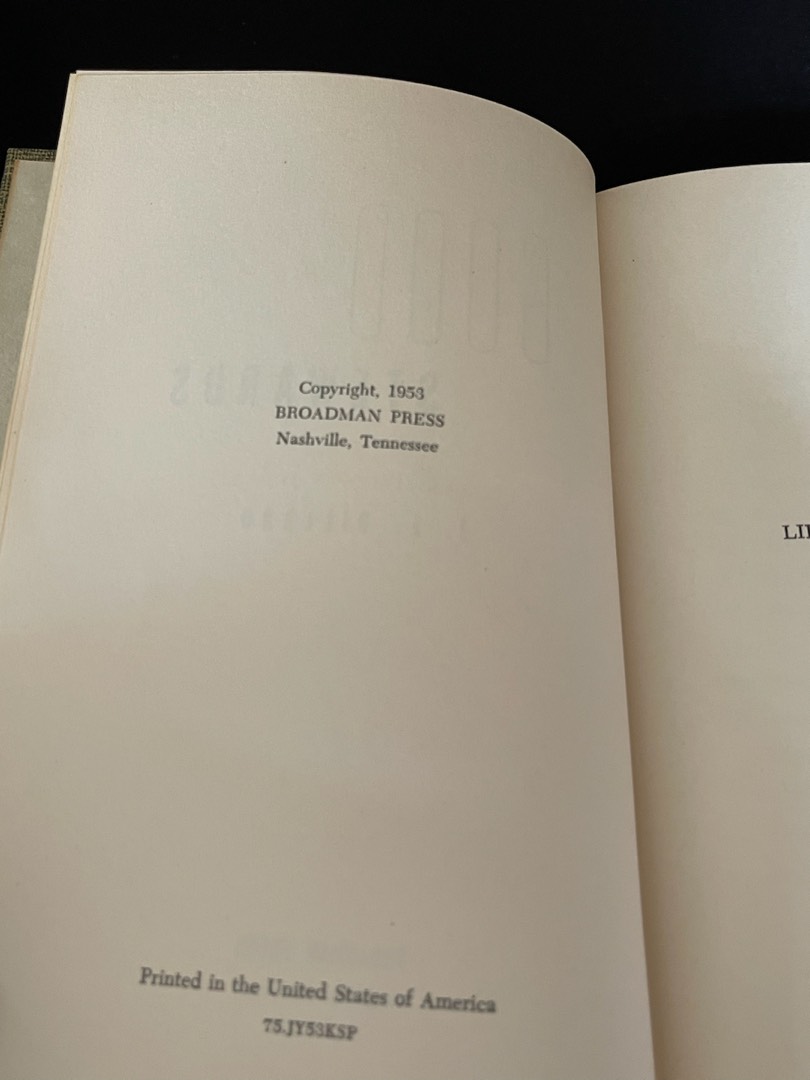 Copyright, 1953
BROADMAN PRESS
Nashville, Tennessee
Printed in the United States of America
75.JY53KSP